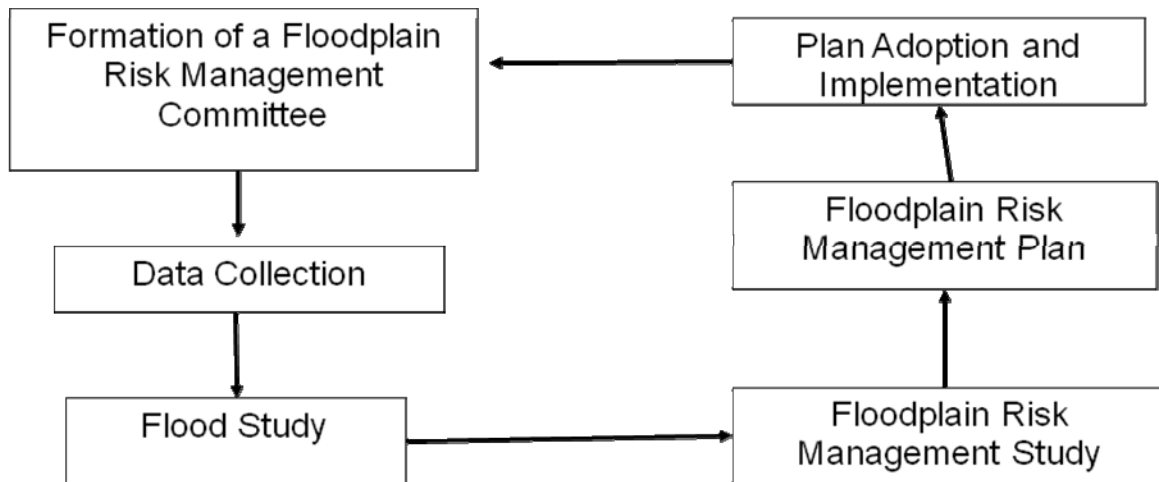 Formation of a Floodplain
Risk Management
Committee
Data Collection
Flood Study
Floodplain Risk
Management Study
Floodplain Risk
Management Plan
Plan Adoption and
Implementation